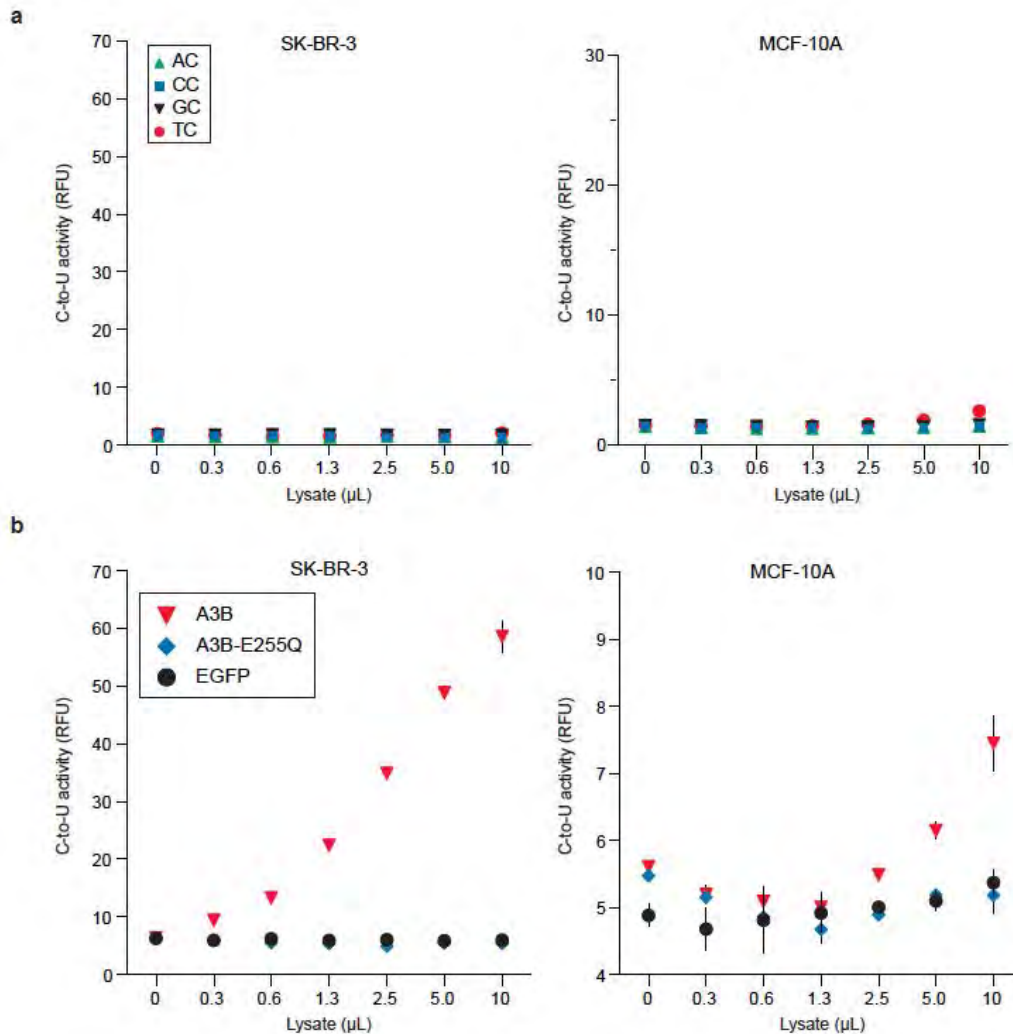 a
SK-BR-3
MCF-10A
AC
CC
GC
TC
C-to-U activity (RFU)
70
60
50
40
30
20
10
0
0 0.3 0.6 1.3 2.5 5.0 10
Lysate (µL)
C-to-U activity (RFU)
30
20
10
0
0 0.3 0.6 1.3 2.5 5.0 10
Lysate (µL)
b
SK-BR-3
MCF-10A
A3B
A3B-E255Q
EGFP
C-to-U activity (RFU)
70
60
50
40
30
20
10
0
0 0.3 0.6 1.3 2.5 5.0 10
Lysate (µL)
C-to-U activity (RFU)
10
9
8
7
6
5
4
0 0.3 0.6 1.3 2.5 5.0 10
Lysate (µL)